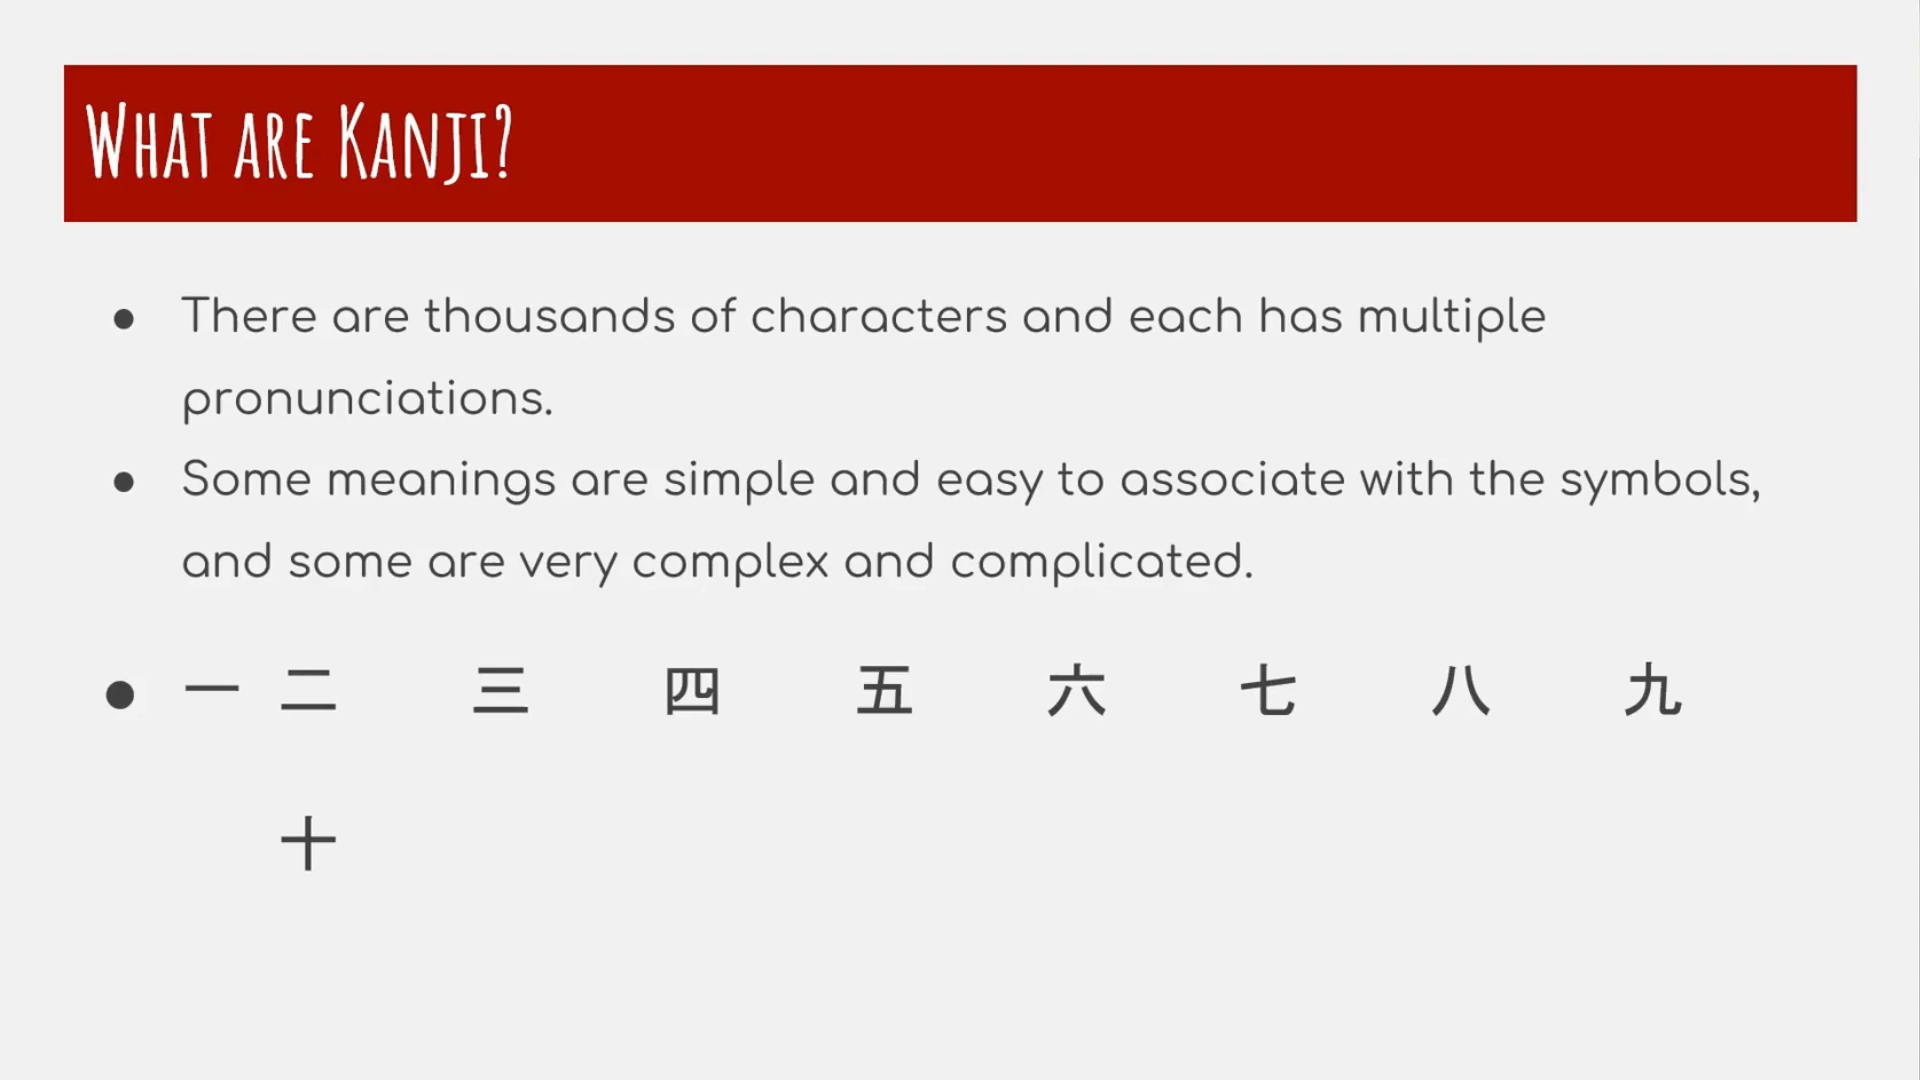 What are Kanji?
● There are thousands of characters and each has multiple
pronunciations.
● Some meanings are simple and easy to associate with the symbols,
and some are very complex and complicated.
● 一 二 三 四 五 六 七 八 九
十